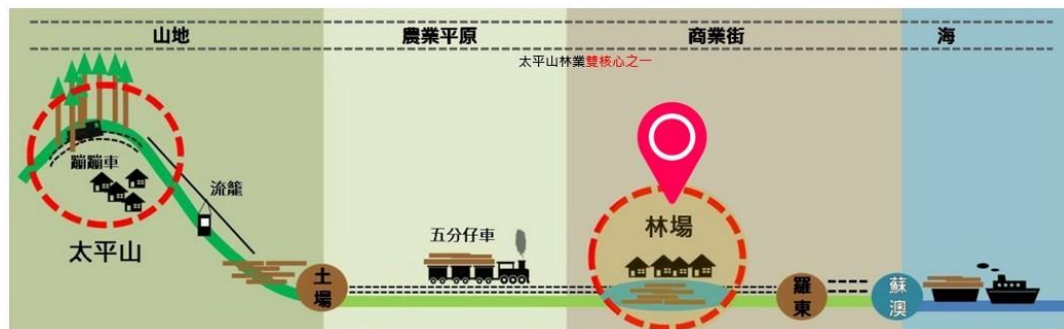 山地
農業平原
商業街
海
太平山林業雙核心之一
蹦蹦車
流籠
太平山
土場
五分仔車
林場
羅東
蘇澳